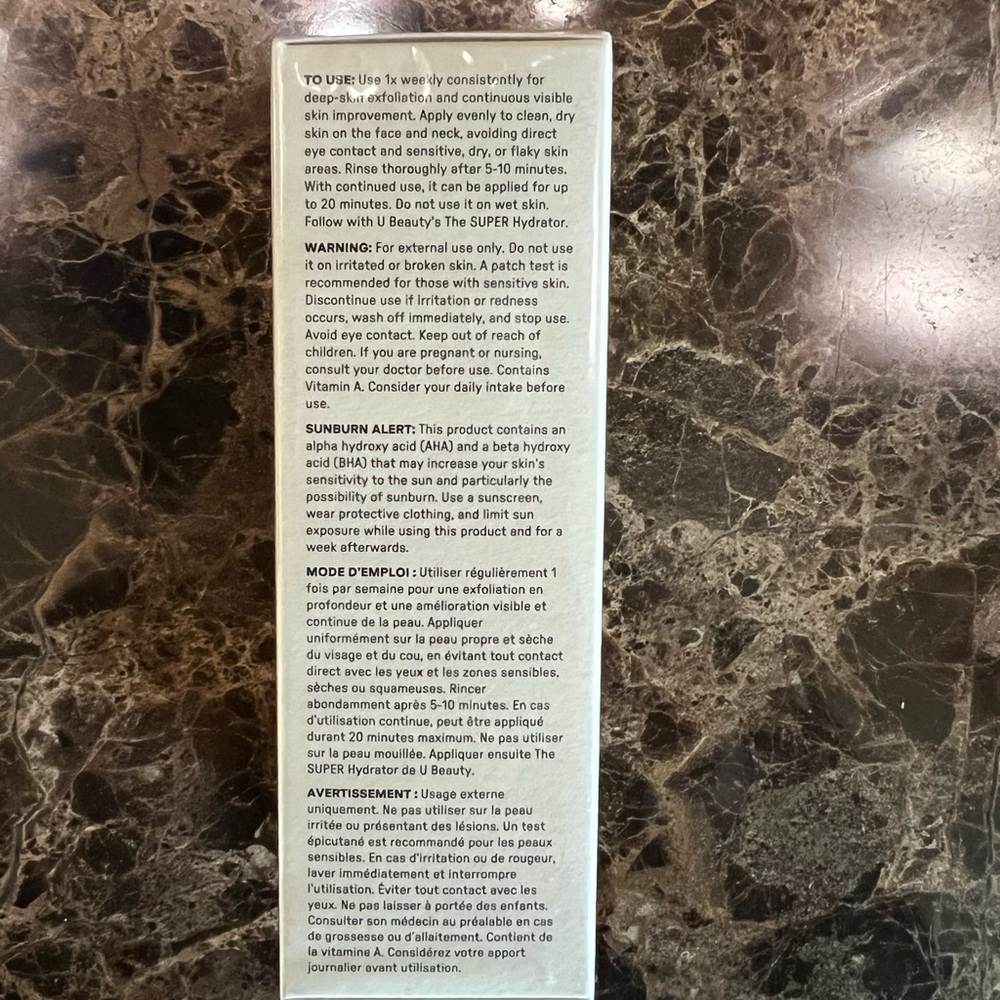 TO USE: Use 1x weekly consistently for
deep-skin exfoliation and continuous visible
skin improvement. Apply evenly to clean, dry
skin on the face and neck, avoiding direct
eye contact and sensitive, dry, or flaky skin
areas. Rinse thoroughly after 5-10 minutes.
With continued use, it can be applied for up
to 20 minutes. Do not use it on wet skin.
Follow with U Beauty's The SUPER Hydrator.
WARNING: For external use only. Do not use
it on irritated or broken skin. A patch test is
recommended for those with sensitive skin.
Discontinue use if irritation or redness
occurs, wash off immediately, and stop use.
Avoid eye contact. Keep out of reach of
children. If you are pregnant or nursing,
consult your doctor before use. Contains
Vitamin A. Consider your daily intake before
use.
SUNBURN ALERT: This product contains an
alpha hydroxy acid (AHA) and a beta hydroxy
acid (BHA) that may increase your skin's
sensitivity to the sun and particularly the
possibility of sunburn. Use a sunscreen,
wear protective clothing, and limit sun
exposure while using this product and for a
week afterwards.
MODE D'EMPLOI : Utiliser régulièrement 1
fois par semaine pour une exfoliation en
profondeur et une amélioration visible et
continue de la peau. Appliquer
uniformément sur la peau propre et sèche
du visage et du cou, en évitant tout contact
direct avec les yeux et les zones sensibles,
sèches ou squameuses. Rincer
abondamment après 5-10 minutes. En cas
d'utilisation continue, peut être appliqué
durant 20 minutes maximum. Ne pas utiliser
sur la peau mouillée. Appliquer ensuite The
SUPER Hydrator de U Beauty.
AVERTISSEMENT : Usage externe
uniquement. Ne pas utiliser sur la peau
irritée ou présentant des lésions. Un test
épicutané est recommandé pour les peaux
sensibles. En cas d'irritation ou de rougeur,
laver immédiatement et interrompre
l'utilisation. Éviter tout contact avec les
yeux. Ne pas laisser à portée des enfants.
Consulter son médecin au préalable en cas
de grossesse ou d'allaitement. Contient de
la vitamine A. Considérez votre apport
journalier avant utilisation.